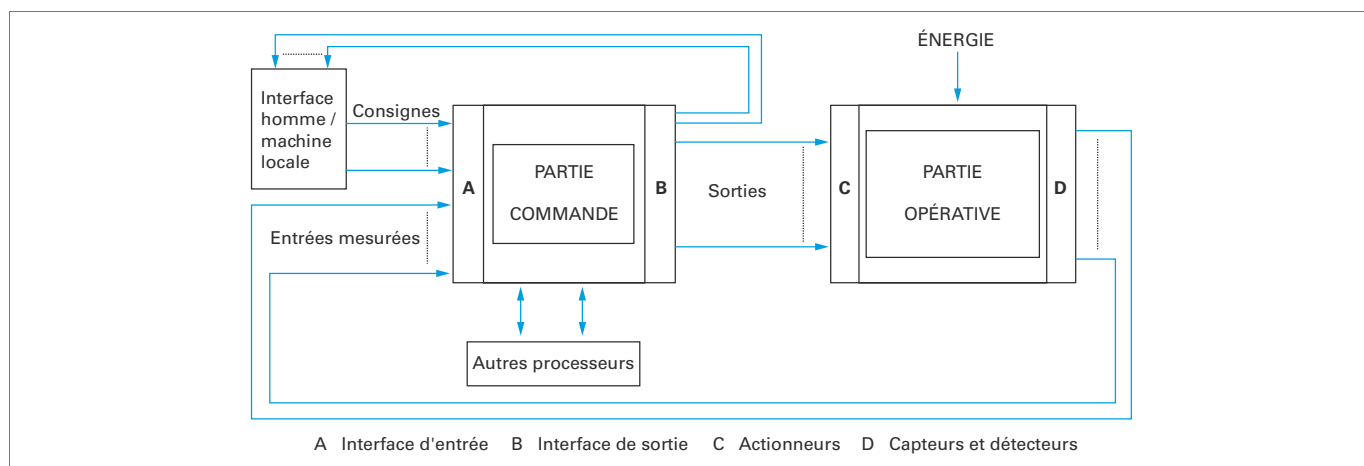 ÉNERGIE
Interface
homme /
machine
locale
Consignes
A
PARTIE
COMMANDE
B
Sorties
C
PARTIE
OPÉRATIVE
D
Entrées mesurées
Autres processeurs
A Interface d'entrée B Interface de sortie C Actionneurs D Capteurs et détecteurs